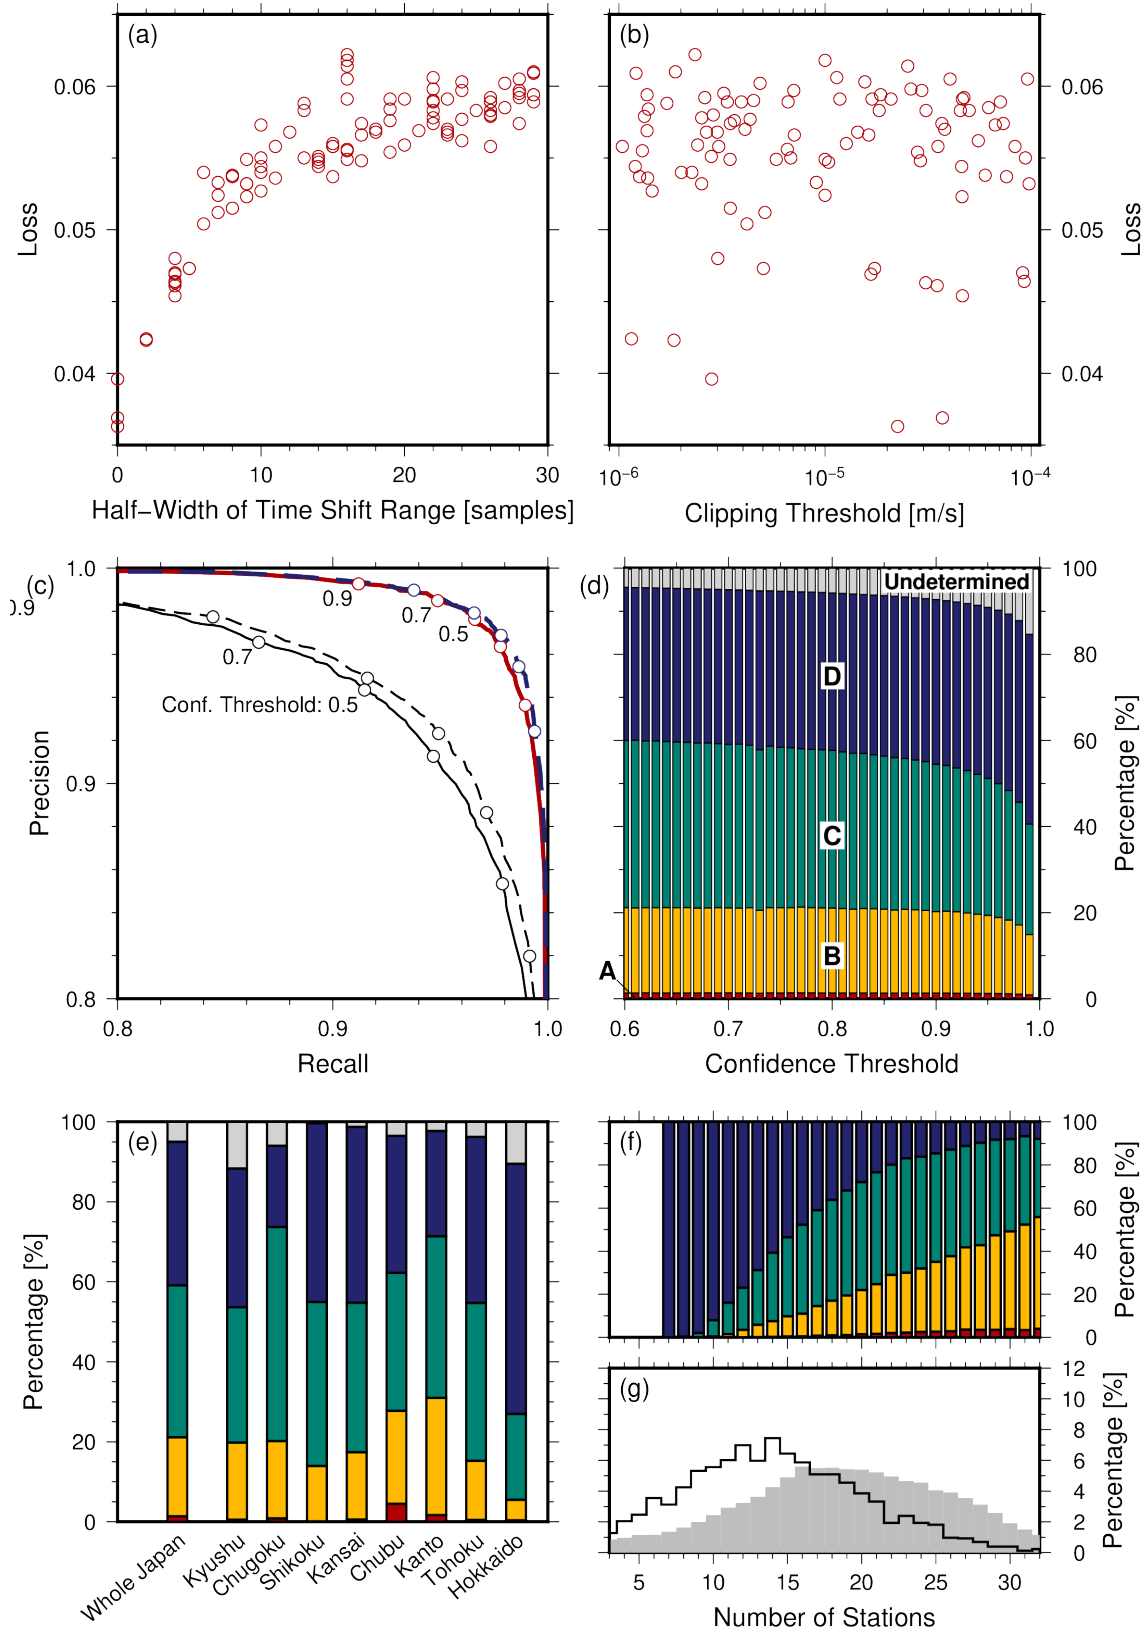 (a)
0.06
0.05
0.04
Loss
0
10
20
30
Half−Width of Time Shift Range [samples]
(b)
0.06
0.05
0.04
Loss
10−6
10−5
10−4
Clipping Threshold [m/s]
(c)
1.0
0.9
0.9
0.8
Precision
0.9
0.7
0.5
0.7
Conf. Threshold: 0.5
0.8
0.9
1.0
Recall
(d)
Undetermined
D
C
B
A
100
80
60
40
20
0
Percentage [%]
0.6
0.7
0.8
0.9
1.0
Confidence Threshold
(e)
100
80
60
40
20
0
Percentage [%]
Whole Japan
Kyushu
Chugoku
Shikoku
Kansai
Chubu
Kanto
Tohoku
Hokkaido
(f)
100
80
60
40
20
0
Percentage [%]
(g)
12
10
8
6
4
2
0
Percentage [%]
5
10
15
20
25
30
Number of Stations